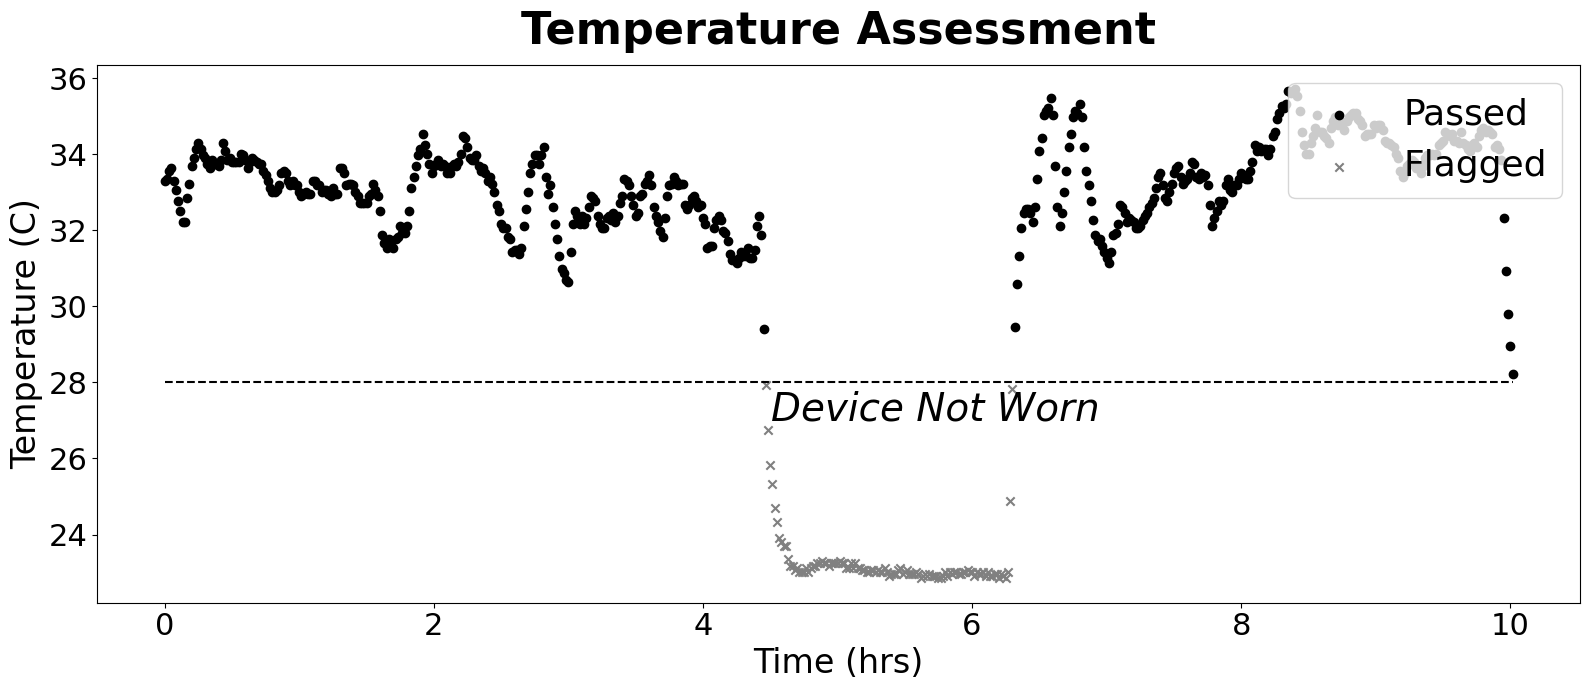 Temperature Assessment
Temperature (C)
36
34
32
30
28
26
24
Passed
Flagged
Device Not Worn
0 2 4 6 8 10
Time (hrs)